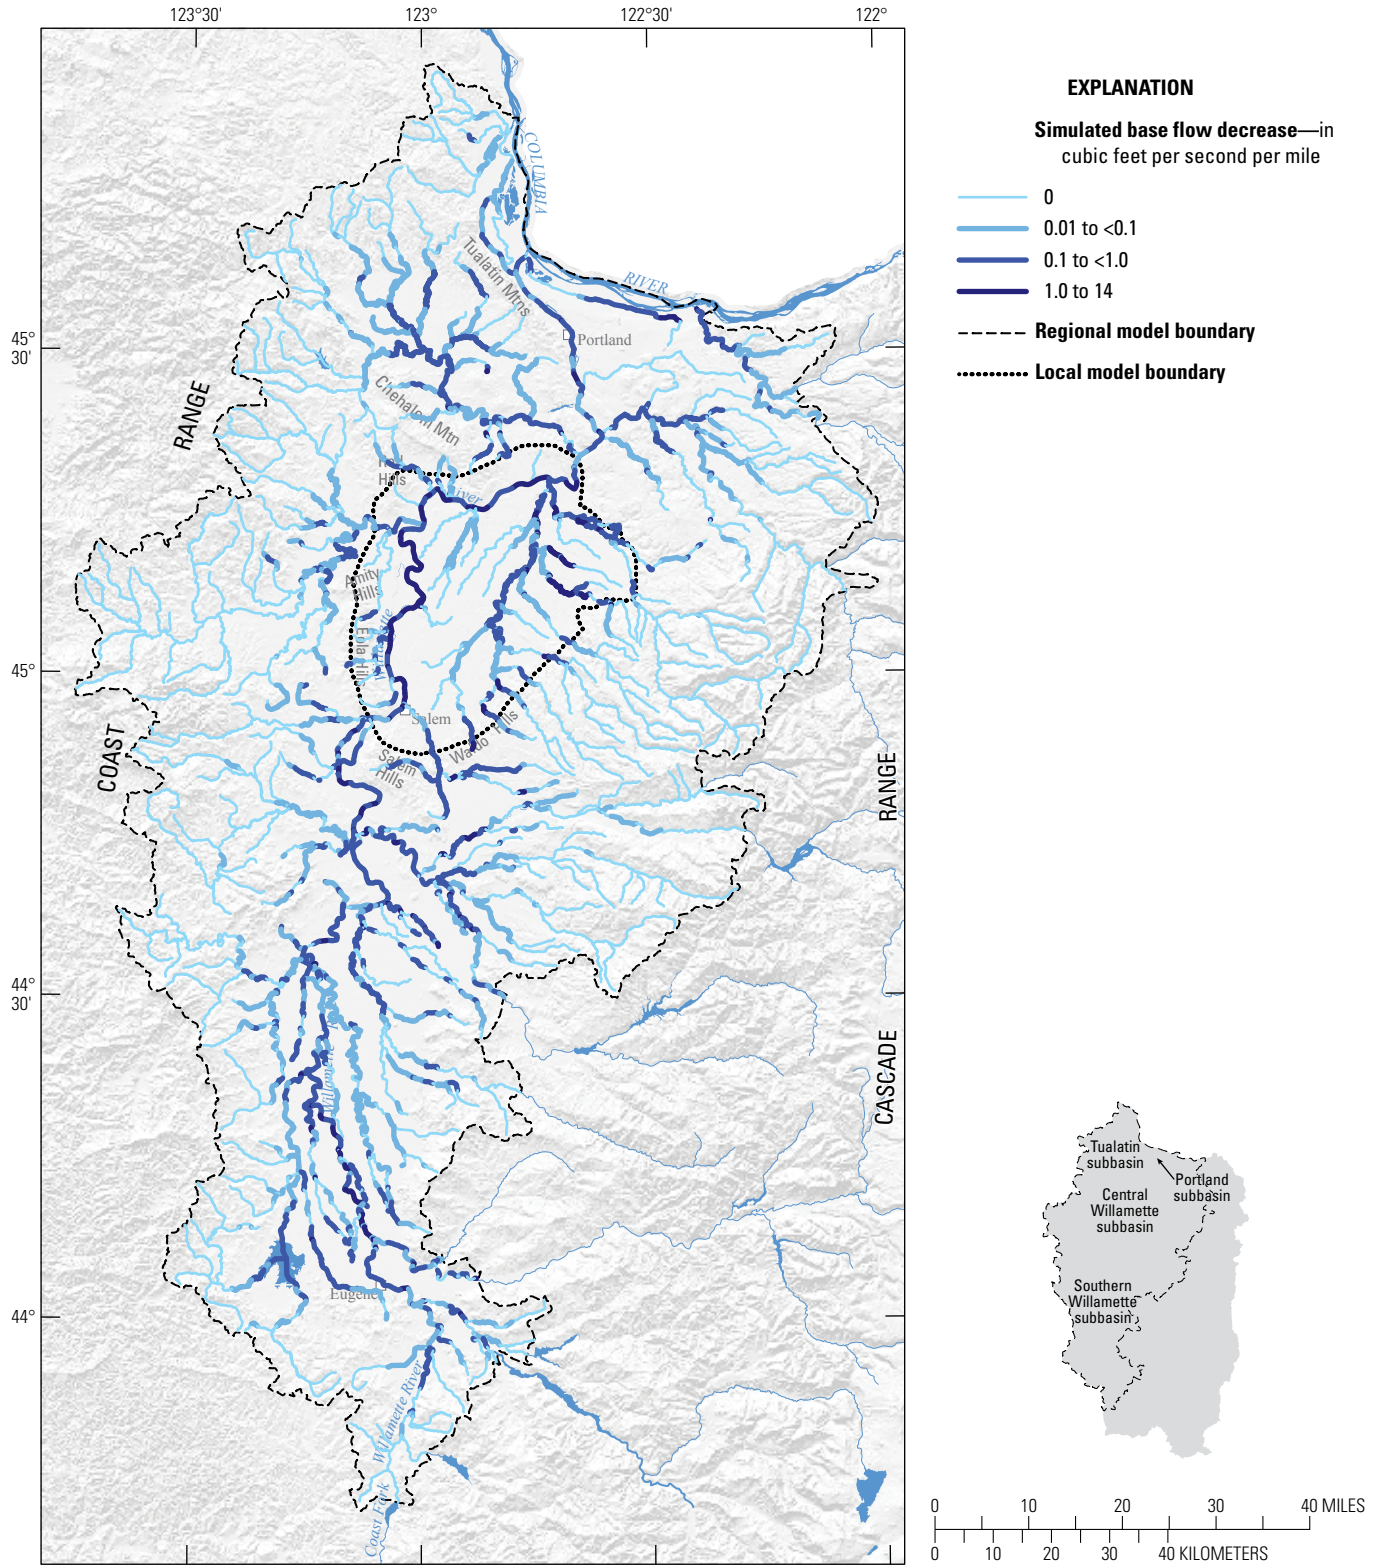 123°30'
123°
122°30'
122°
EXPLANATION
Simulated base flow decrease—in
cubic feet per second per mile
0
0.01 to <0.1
0.1 to <1.0
1.0 to 14
Regional model boundary
Local model boundary
COLUMBIA
RIVER
Tualatin Mtns
45°
30'
Portland
RANGE
Chehalem Mtn
Hills
River
Amity
Hills
Eola Hills
45°
Salem
Waldo Hills
Salem
Hills
COAST
RANGE
44°
30'
Willamette
CASCADE
Tualatin
subbasin
Portland
subbasin
Central
Willamette
subbasin
Southern
Willamette
subbasin
44°
Eugene
Coast Fork Willamette River
0 10 20 30 40 MILES
0 10 20 30 40 KILOMETERS